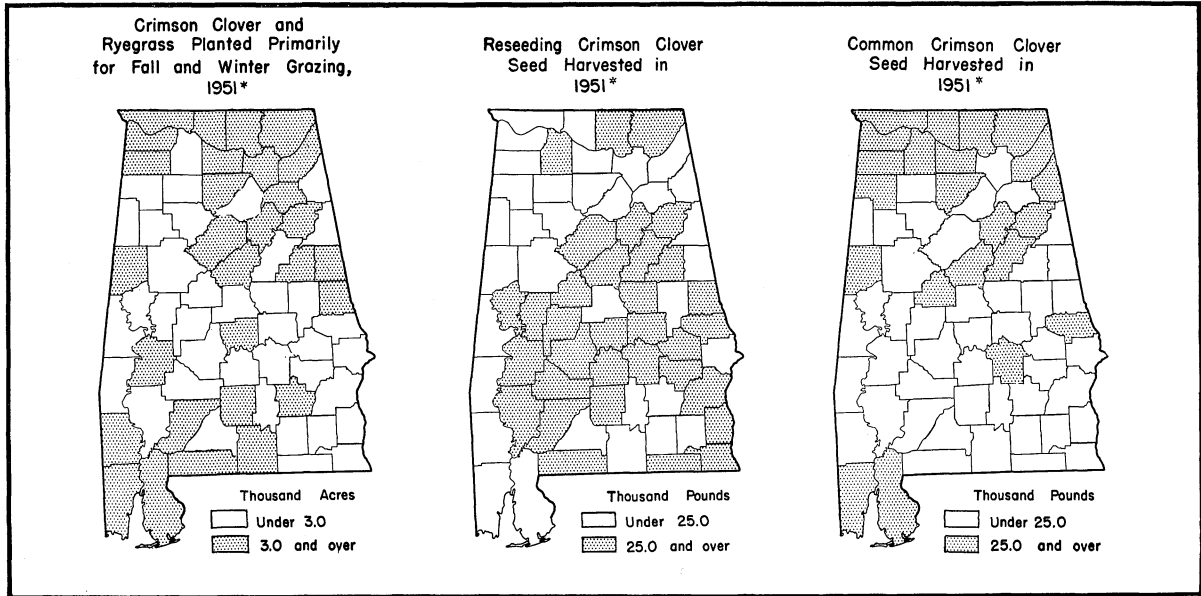 Crimson Clover and
Ryegrass Planted Primarily
for Fall and Winter Grazing,
1951*
Thousand Acres
Under 3.0
3.0 and over
Reseeding Crimson Clover
Seed Harvested in
1951*
Thousand Pounds
Under 25.0
25.0 and over
Common Crimson Clover
Seed Harvested in
1951*
Thousand Pounds
Under 25.0
25.0 and over